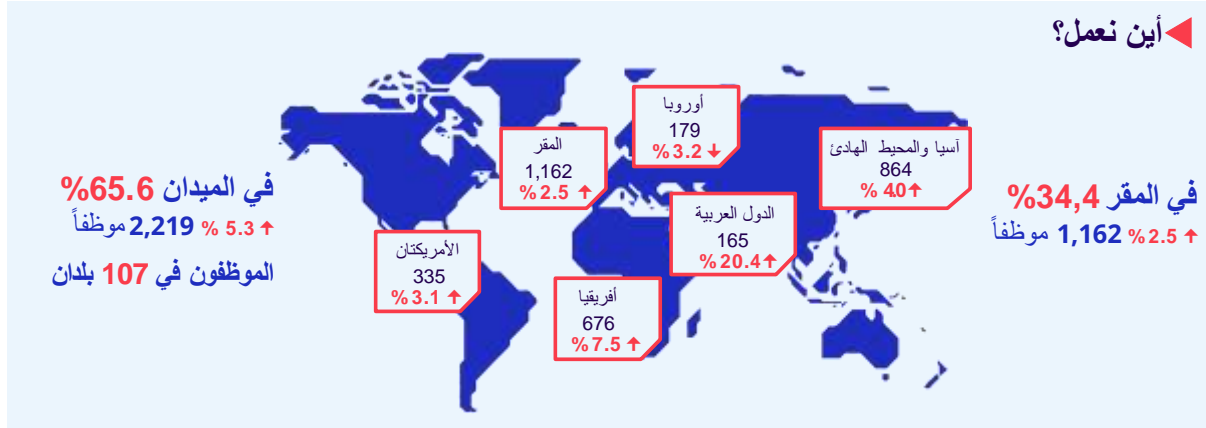 أين نعمل؟
أوروبا
179
% 3.2 ↓
المقر
1,162
% 2.5 ↑
آسيا والمحيط الهادئ
864
% 4.0 ↑
الدول العربية
165
% 20.4 ↑
الأمريكتان
335
% 3.1 ↑
أفريقيا
676
% 7.5 ↑
في المقر 34,4%
↑ 2.5 % 1,162 موظفاً
في الميدان 65.6%
↑ 5.3 % 2,219 موظفاً
الموظفون في 107 بلدان